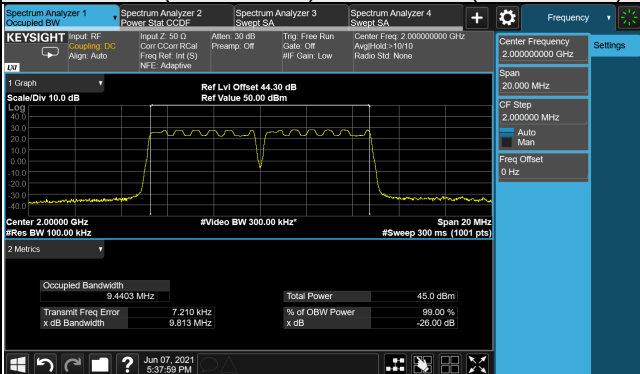 Spectrum Analyzer 1
Occupied BW
Spectrum Analyzer 2
Power Stat CCDF
Spectrum Analyzer 3
Swept SA
Spectrum Analyzer 4
Swept SA
Frequency
KEYSIGHT
Input: RF
Coupling: DC
Align: Auto
Input Z: 50 Ω
Corr CCorr RCal
Freq Ref: Int (S)
NFE: Adaptive
Atten: 30 dB
Preamp: Off
Trig: Free Run
Gate: Off
#IF Gain: Low
Center Freq: 2.000000000 GHz
Avg|Hold:>10/10
Radio Std: None
LXI
Center Frequency
2.000000000 GHz
Settings
Span
20.000 MHz
CF Step
2.000000 MHz
Auto
Man
Freq Offset
0 Hz
1 Graph
Scale/Div 10.0 dB
Ref Lvl Offset 44.30 dB
Ref Value 50.00 dBm
Log
40.0
30.0
20.0
10.0
0.00
-10.0
-20.0
-30.0
-40.0
Center 2.00000 GHz
#Res BW 100.00 kHz
#Video BW 300.00 kHz*
Span 20 MHz
#Sweep 300 ms (1001 pts)
2 Metrics
Occupied Bandwidth
9.4403 MHz
Total Power 45.0 dBm
Transmit Freq Error 7.210 kHz
% of OBW Power 99.00 %
x dB Bandwidth 9.813 MHz
x dB -26.00 dB
Jun 07, 2021
5:37:59 PM